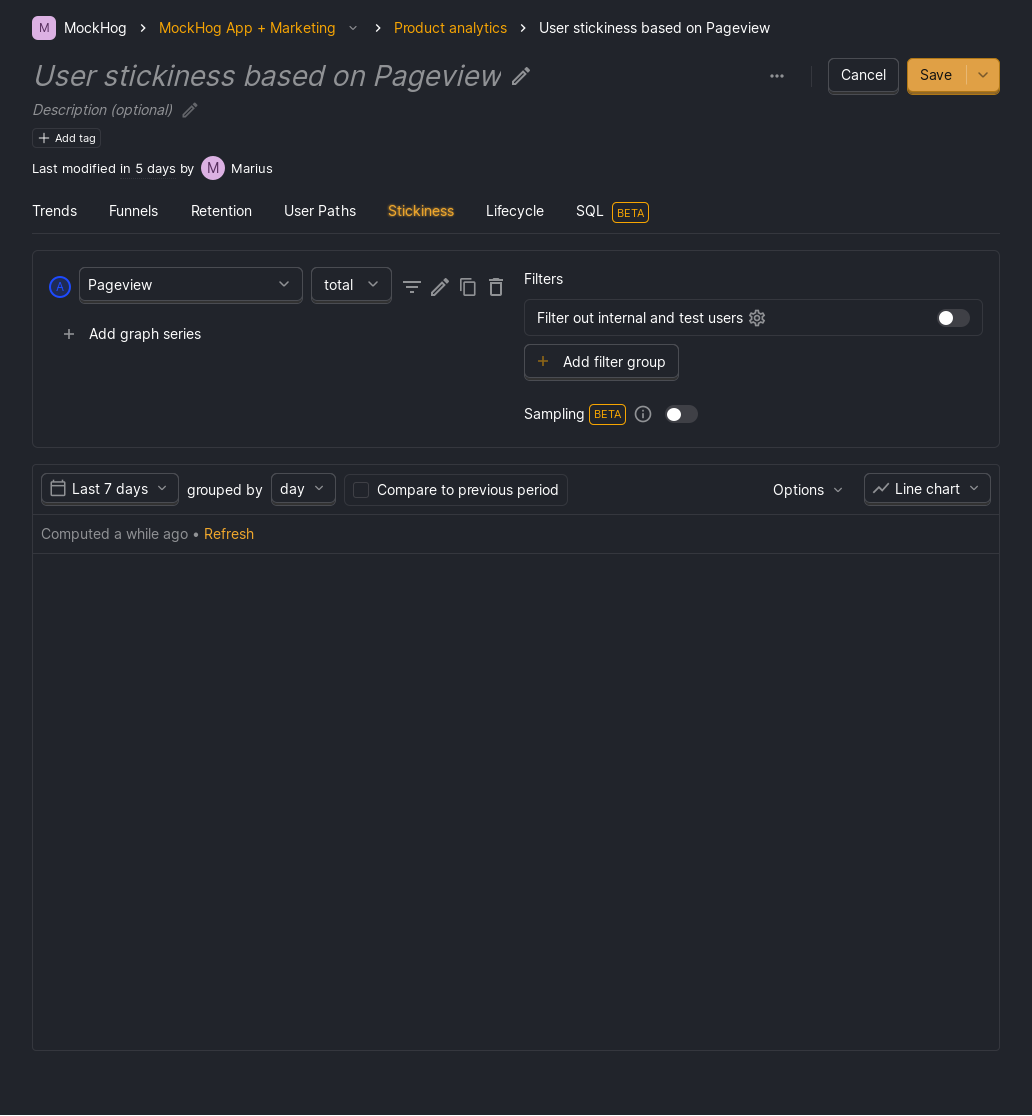 M MockHog MockHog App + Marketing Product analytics User stickiness based on Pageview
User stickiness based on Pageview
Cancel Save
Description (optional)
Add tag
Last modified in 5 days by M Marius
Trends Funnels Retention User Paths Stickiness Lifecycle SQL BETA
A Pageview total
Add graph series
Filters
Filter out internal and test users
Add filter group
Sampling BETA
Last 7 days grouped by day Compare to previous period Options Line chart
Computed a while ago • Refresh